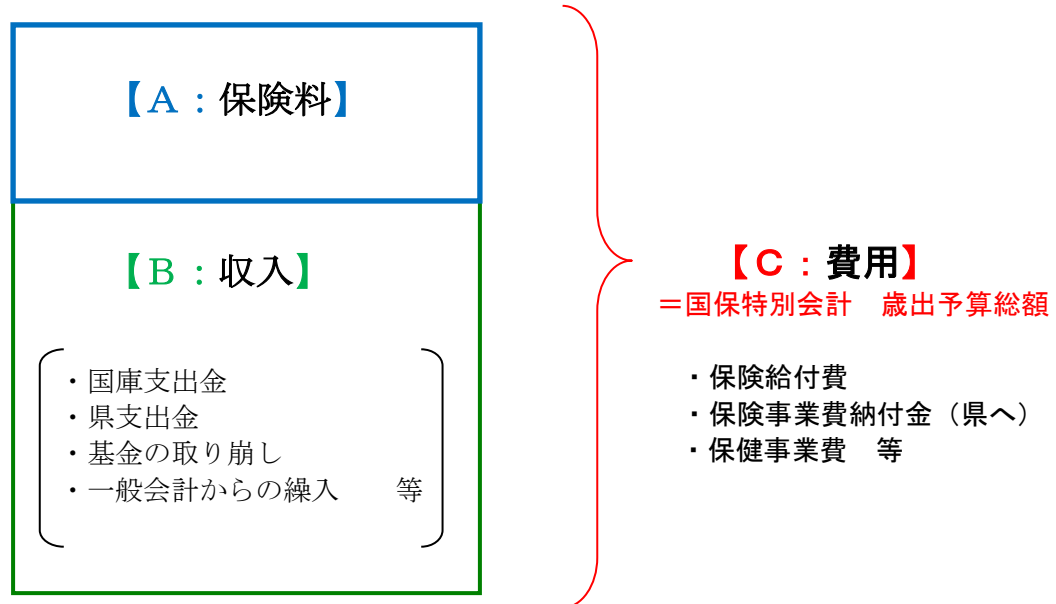 【Ａ：保険料】
【Ｂ：収入】
・国庫支出金
・県支出金
・基金の取り崩し
・一般会計からの繰入　　等
【Ｃ：費用】
＝国保特別会計　歳出予算総額
・保険給付費
・保険事業費納付金（県へ）
・保健事業費　等